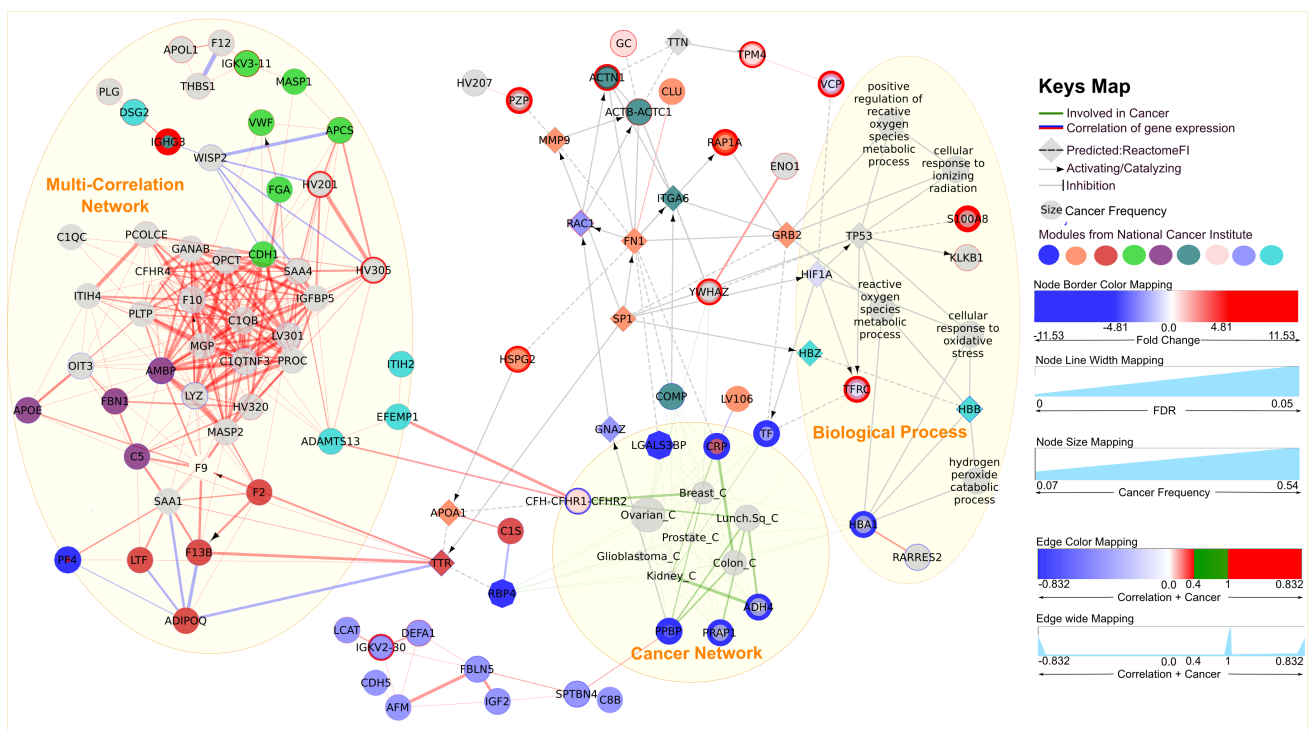 APOL1
F12
IGKV3-11
THBS1
MASP1
PLG
DSG2
IGHG3
VWF
APCS
WISP2
Multi-Correlation
Network
FGA
HV201
C1QC
PCOLCE
GANAB
QPCT
CDH1
CFHR4
SAA4
HV305
ITIH4
F10
IGFBP5
PLTP
C1QB
MGP
LV301
C1QTNF3
PROC
OIT3
AMBP
LYZ
HV320
APOE
FBN1
MASP2
ADAMTS13
ITIH2
EFEMP1
C5
F9
SAA1
F2
PF4
LTF
F13B
ADIPOQ
GC
TTN
TPM4
HV207
PZP
ACTN1
CLU
VCP
ACTB-ACTC1
MMP9
RAP1A
ENO1
ITGA6
RAC1
FN1
GRB2
YWHAZ
SP1
HSPG2
COMP
LV106
HBZ
TFRC
GNAZ
LGALS3BP
CRP
TF
APOA1
CFH-CFHR1-CFHR2
C1S
TTR
RBP4
Breast_C
Ovarian_C
Lunch.Sq_C
Prostate_C
Glioblastoma_C
Colon_C
Kidney_C
ADH4
PPBP
PRAP1
Cancer Network
LCAT
DEFA1
IGKV2-30
CDH5
FBLN5
AFM
IGF2
SPTBN4
C8B
positive
regulation of
recative
oxygen
species
metabolic
process
cellular
response to
ionizing
radiation
S100A8
TP53
KLKB1
HIF1A
reactive
oxygen
species
metabolic
process
cellular
response to
oxidative
stress
HBB
Biological Process
hydrogen
peroxide
catabolic
process
HBA1
RARRES2
Keys Map
Involved in Cancer
Correlation of gene expression
Predicted:ReactomeFI
Activating/Catalyzing
Inhibition
Size Cancer Frequency
Modules from National Cancer Institute
Node Border Color Mapping
-11.53 -4.81 0.0 4.81 11.53
Fold Change
Node Line Width Mapping
0 0.05
FDR
Node Size Mapping
0.07 0.54
Cancer Frequency
Edge Color Mapping
-0.832 0.0 0.4 1 0.832
Correlation + Cancer
Edge wide Mapping
-0.832 0.0 0.4 1 0.832
Correlation + Cancer